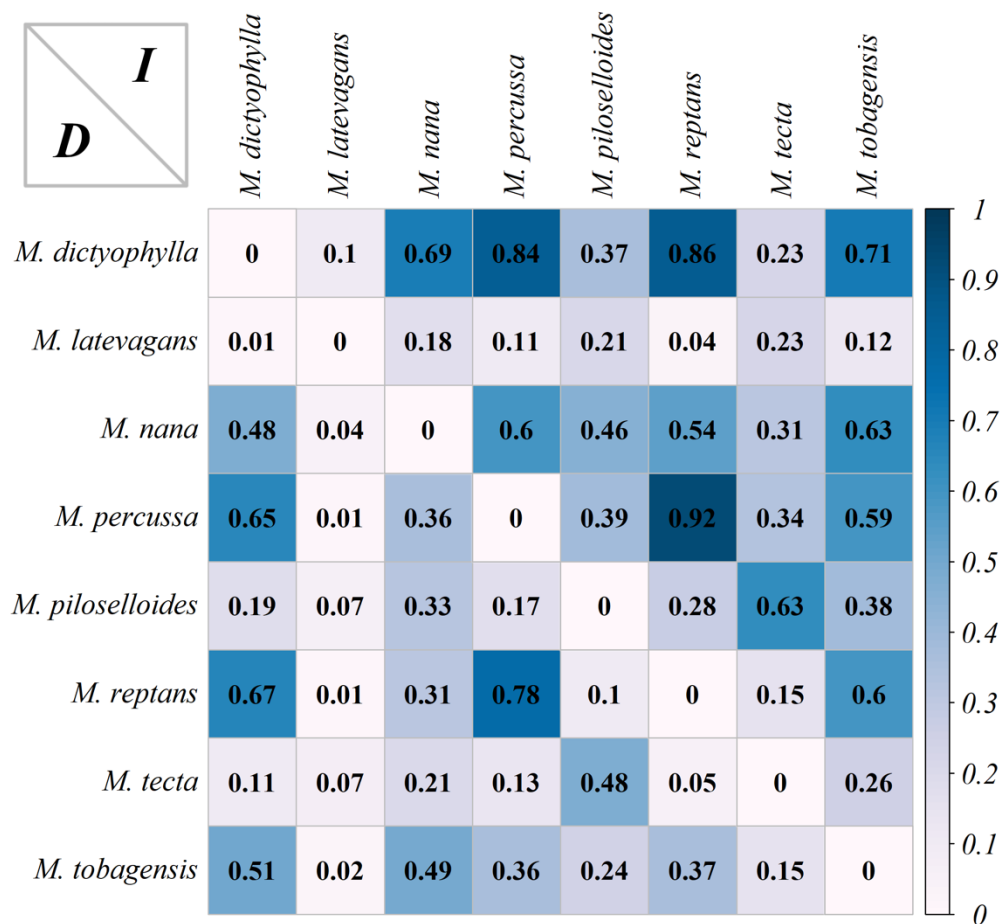 I
D
M. dictyophylla
M. latevagans
M. nana
M. percussa
M. piloselloides
M. reptans
M. tecta
M. tobagensis
M. dictyophylla 0 0.1 0.69 0.84 0.37 0.86 0.23 0.71
M. latevagans 0.01 0 0.18 0.11 0.21 0.04 0.23 0.12
M. nana 0.48 0.04 0 0.6 0.46 0.54 0.31 0.63
M. percussa 0.65 0.01 0.36 0 0.39 0.92 0.34 0.59
M. piloselloides 0.19 0.07 0.33 0.17 0 0.28 0.63 0.38
M. reptans 0.67 0.01 0.31 0.78 0.1 0 0.15 0.6
M. tecta 0.11 0.07 0.21 0.13 0.48 0.05 0 0.26
M. tobagensis 0.51 0.02 0.49 0.36 0.24 0.37 0.15 0
1
0.9
0.8
0.7
0.6
0.5
0.4
0.3
0.2
0.1
0